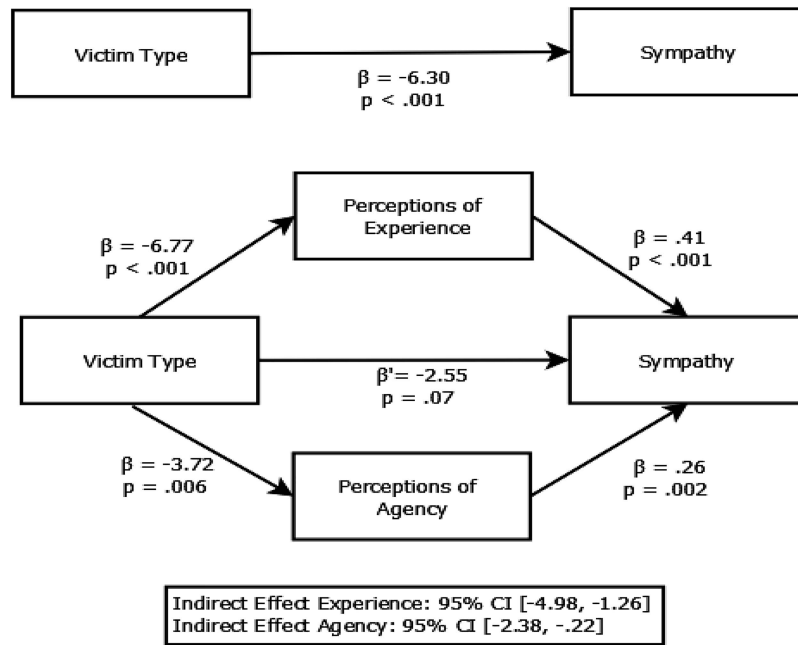 Victim Type
Sympathy
β = -6.30
p < .001
Perceptions of
Experience
β = -6.77
p < .001
β = .41
p < .001
Victim Type
Sympathy
β'= -2.55
p = .07
β = -3.72
p = .006
Perceptions of
Agency
β = .26
p = .002
Indirect Effect Experience: 95% CI [-4.98, -1.26]
Indirect Effect Agency: 95% CI [-2.38, -.22]